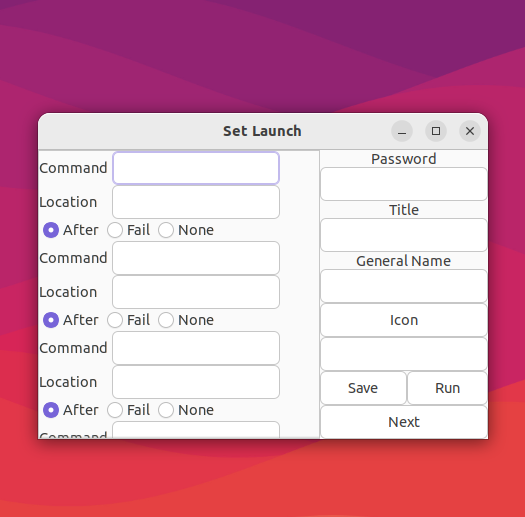 Set Launch
Command
Location
After Fail None
Command
Location
After Fail None
Command
Location
After Fail None
Command
Password
Title
General Name
Icon
Save Run
Next